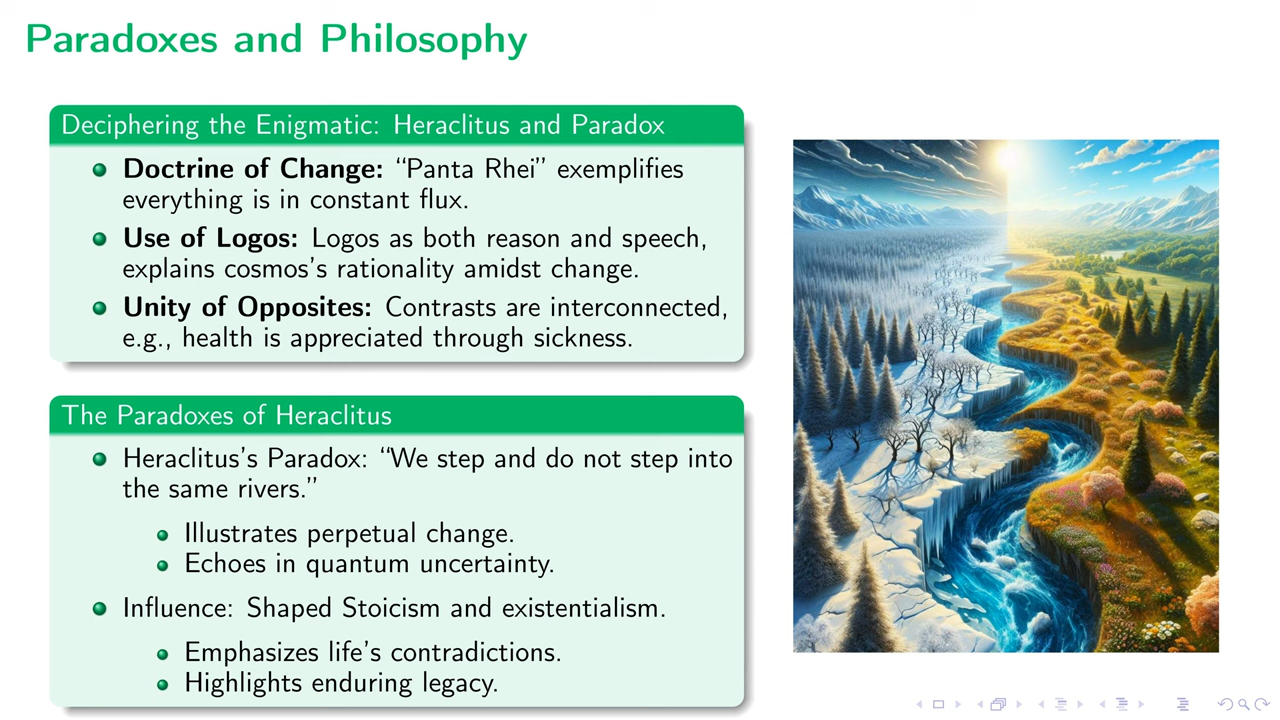 Paradoxes and Philosophy
Deciphering the Enigmatic: Heraclitus and Paradox
Doctrine of Change: “Panta Rhei” exemplifies
everything is in constant flux.
Use of Logos: Logos as both reason and speech,
explains cosmos’s rationality amidst change.
Unity of Opposites: Contrasts are interconnected,
e.g., health is appreciated through sickness.
The Paradoxes of Heraclitus
Heraclitus’s Paradox: “We step and do not step into
the same rivers.”
Illustrates perpetual change.
Echoes in quantum uncertainty.
Influence: Shaped Stoicism and existentialism.
Emphasizes life’s contradictions.
Highlights enduring legacy.